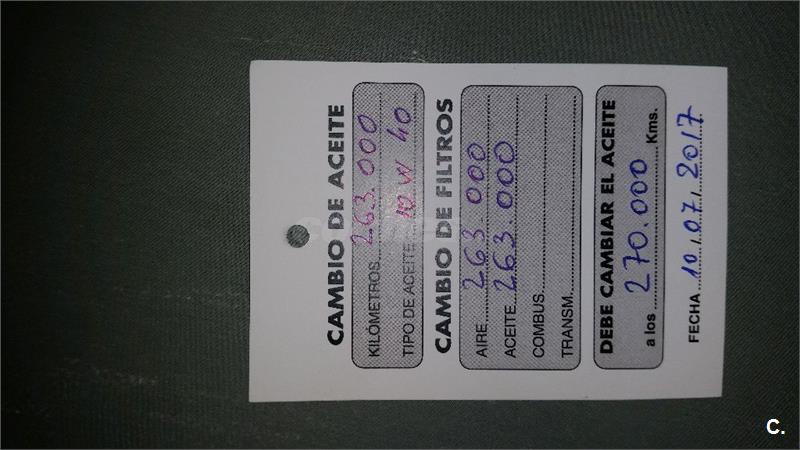 CAMBIO DE ACEITE
KILÓMETROS 263.000
TIPO DE ACEITE 10 W 40
CAMBIO DE FILTROS
AIRE 263 000
ACEITE 263.000
COMBUS.
TRANSM.
DEBE CAMBIAR EL ACEITE
a los 270.000 Kms.
FECHA 10 / 07 / 2017
C.